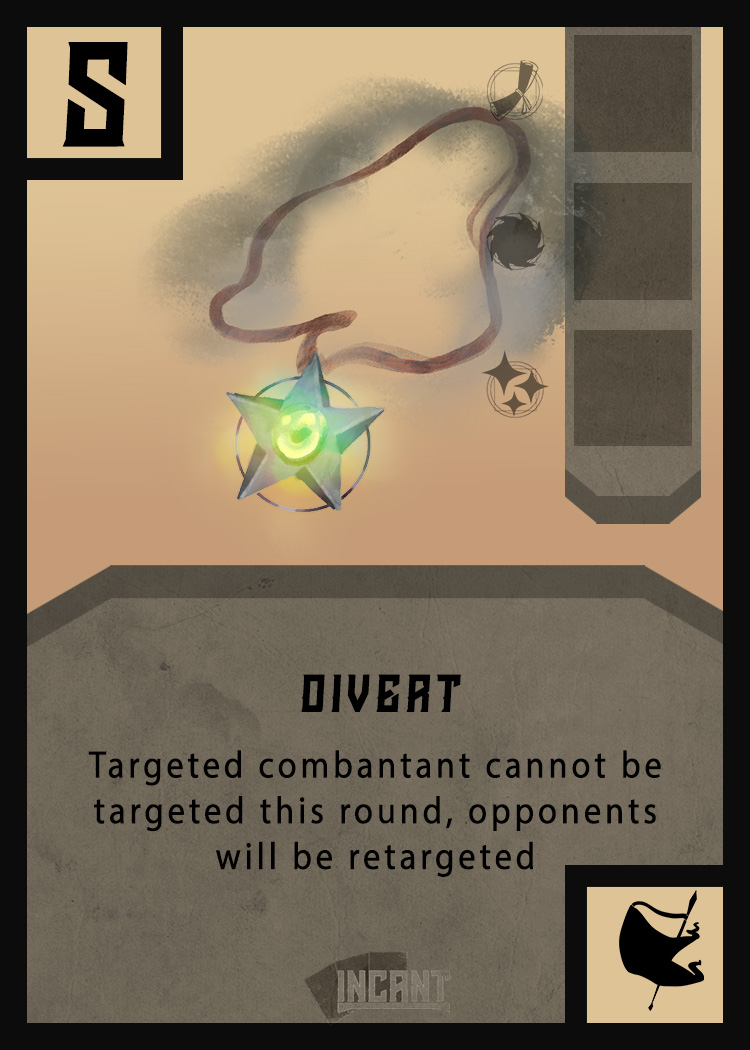 S
DIVERT
Targeted combantant cannot be
targeted this round, opponents
will be retargeted
INCANT